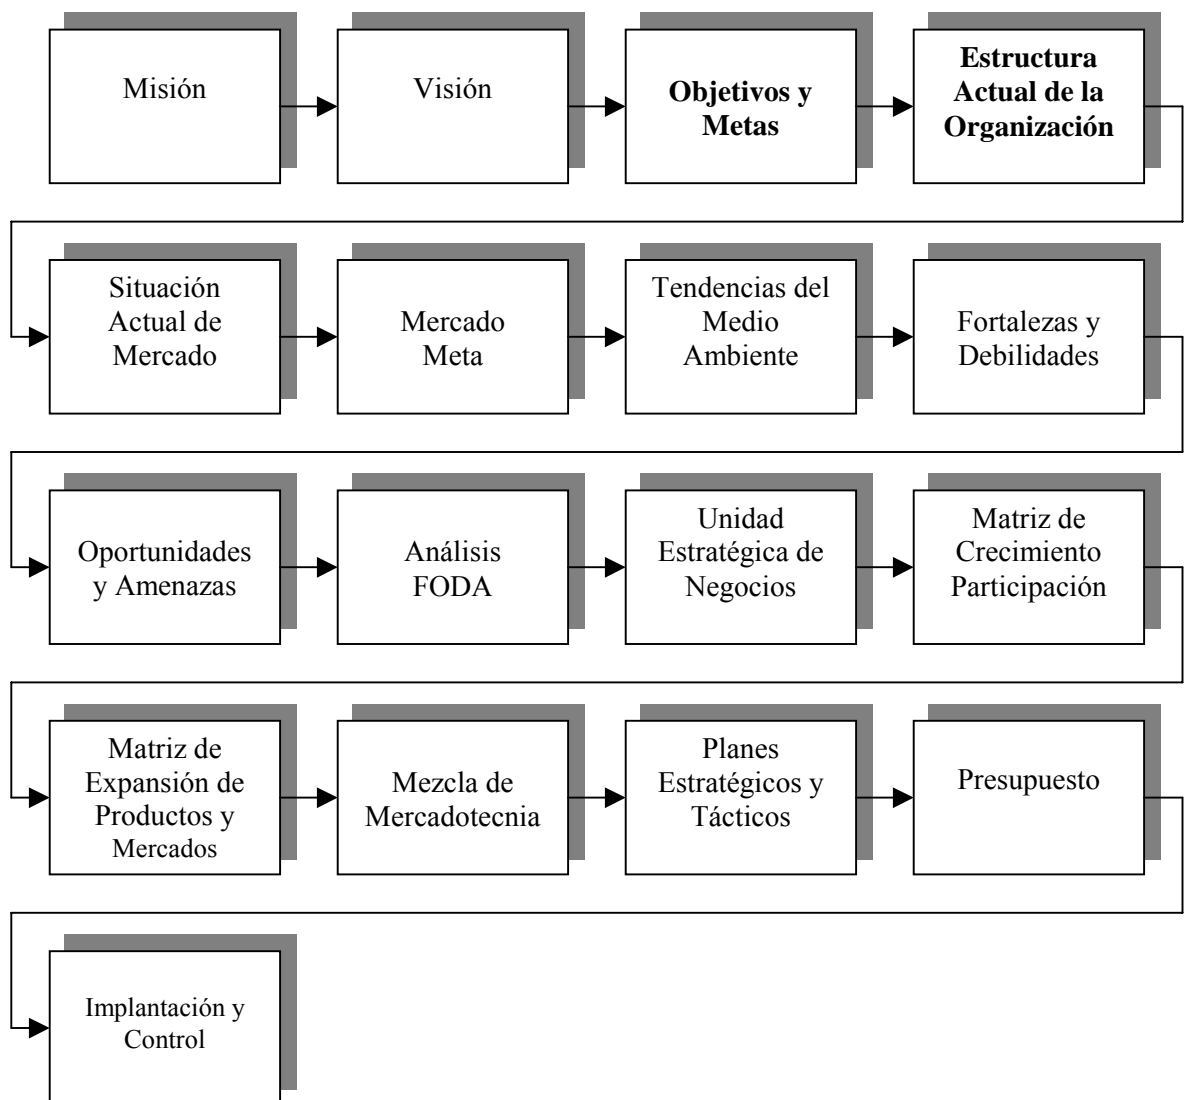 Misión
Visión
Objetivos y
Metas
Estructura
Actual de la
Organización
Situación
Actual de
Mercado
Mercado
Meta
Tendencias del
Medio
Ambiente
Fortalezas y
Debilidades
Oportunidades
y Amenazas
Análisis
FODA
Unidad
Estratégica de
Negocios
Matriz de
Crecimiento
Participación
Matriz de
Expansión de
Productos y
Mercados
Mezcla de
Mercadotecnia
Planes
Estratégicos y
Tácticos
Presupuesto
Implantación y
Control